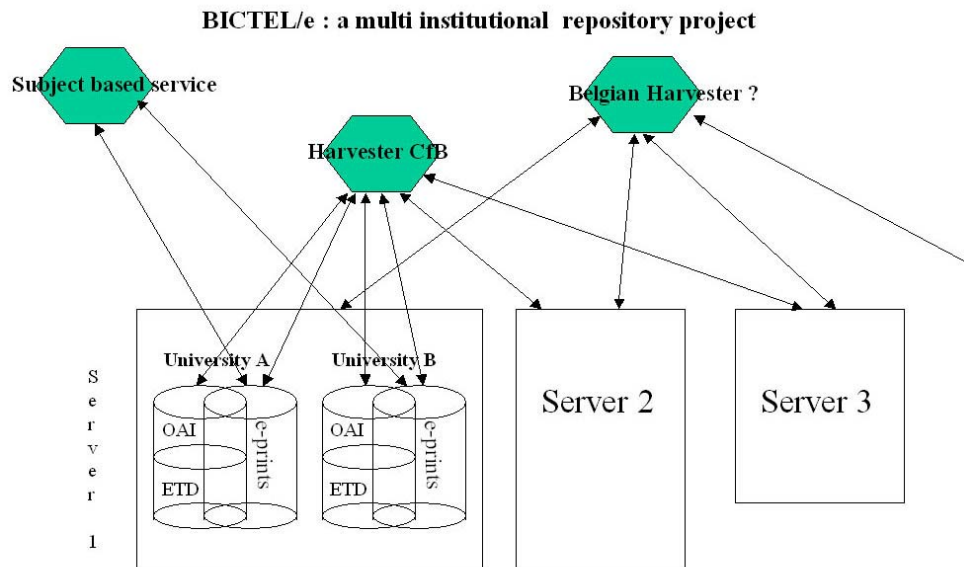 BICTEL/e : a multi institutional repository project
Subject based service
Belgian Harvester ?
Harvester CfB
University A
University B
Server 1
OAI
ETD
e-prints
OAI
ETD
e-prints
Server 2
Server 3